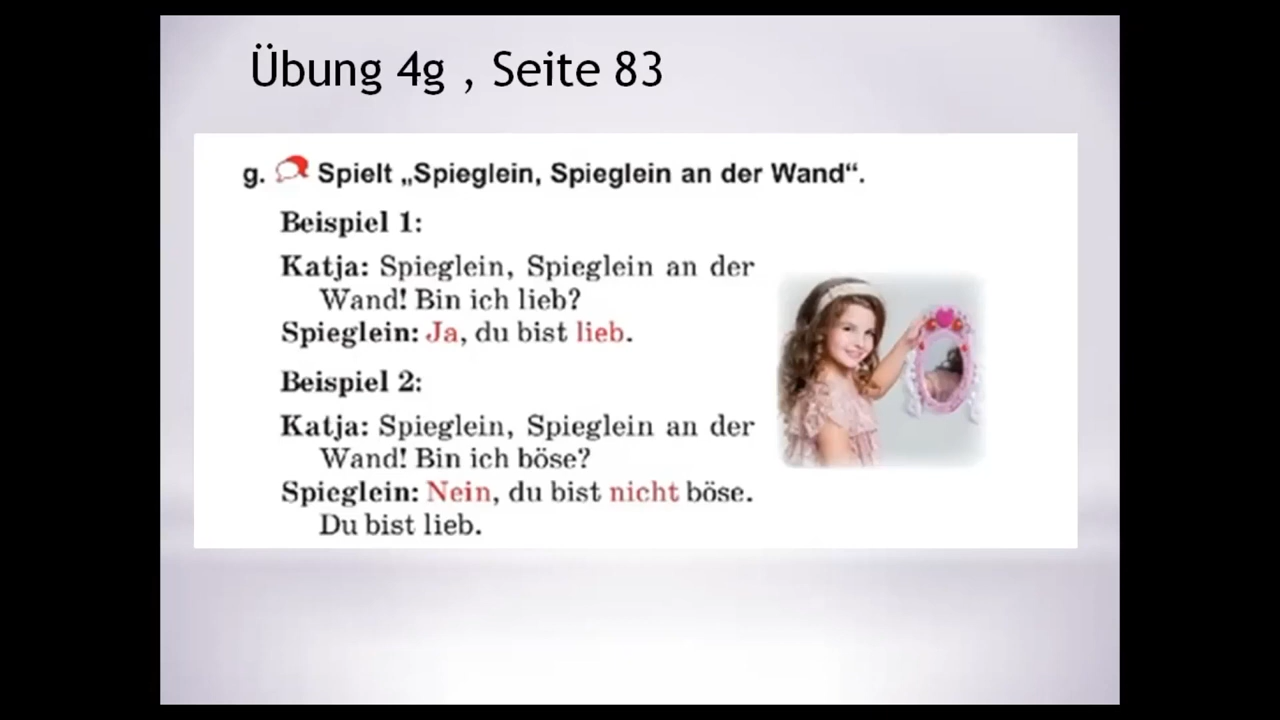 Übung 4g , Seite 83
g. Spielt „Spieglein, Spieglein an der Wand“.
Beispiel 1:
Katja: Spieglein, Spieglein an der
Wand! Bin ich lieb?
Spieglein: Ja, du bist lieb.
Beispiel 2:
Katja: Spieglein, Spieglein an der
Wand! Bin ich böse?
Spieglein: Nein, du bist nicht böse.
Du bist lieb.